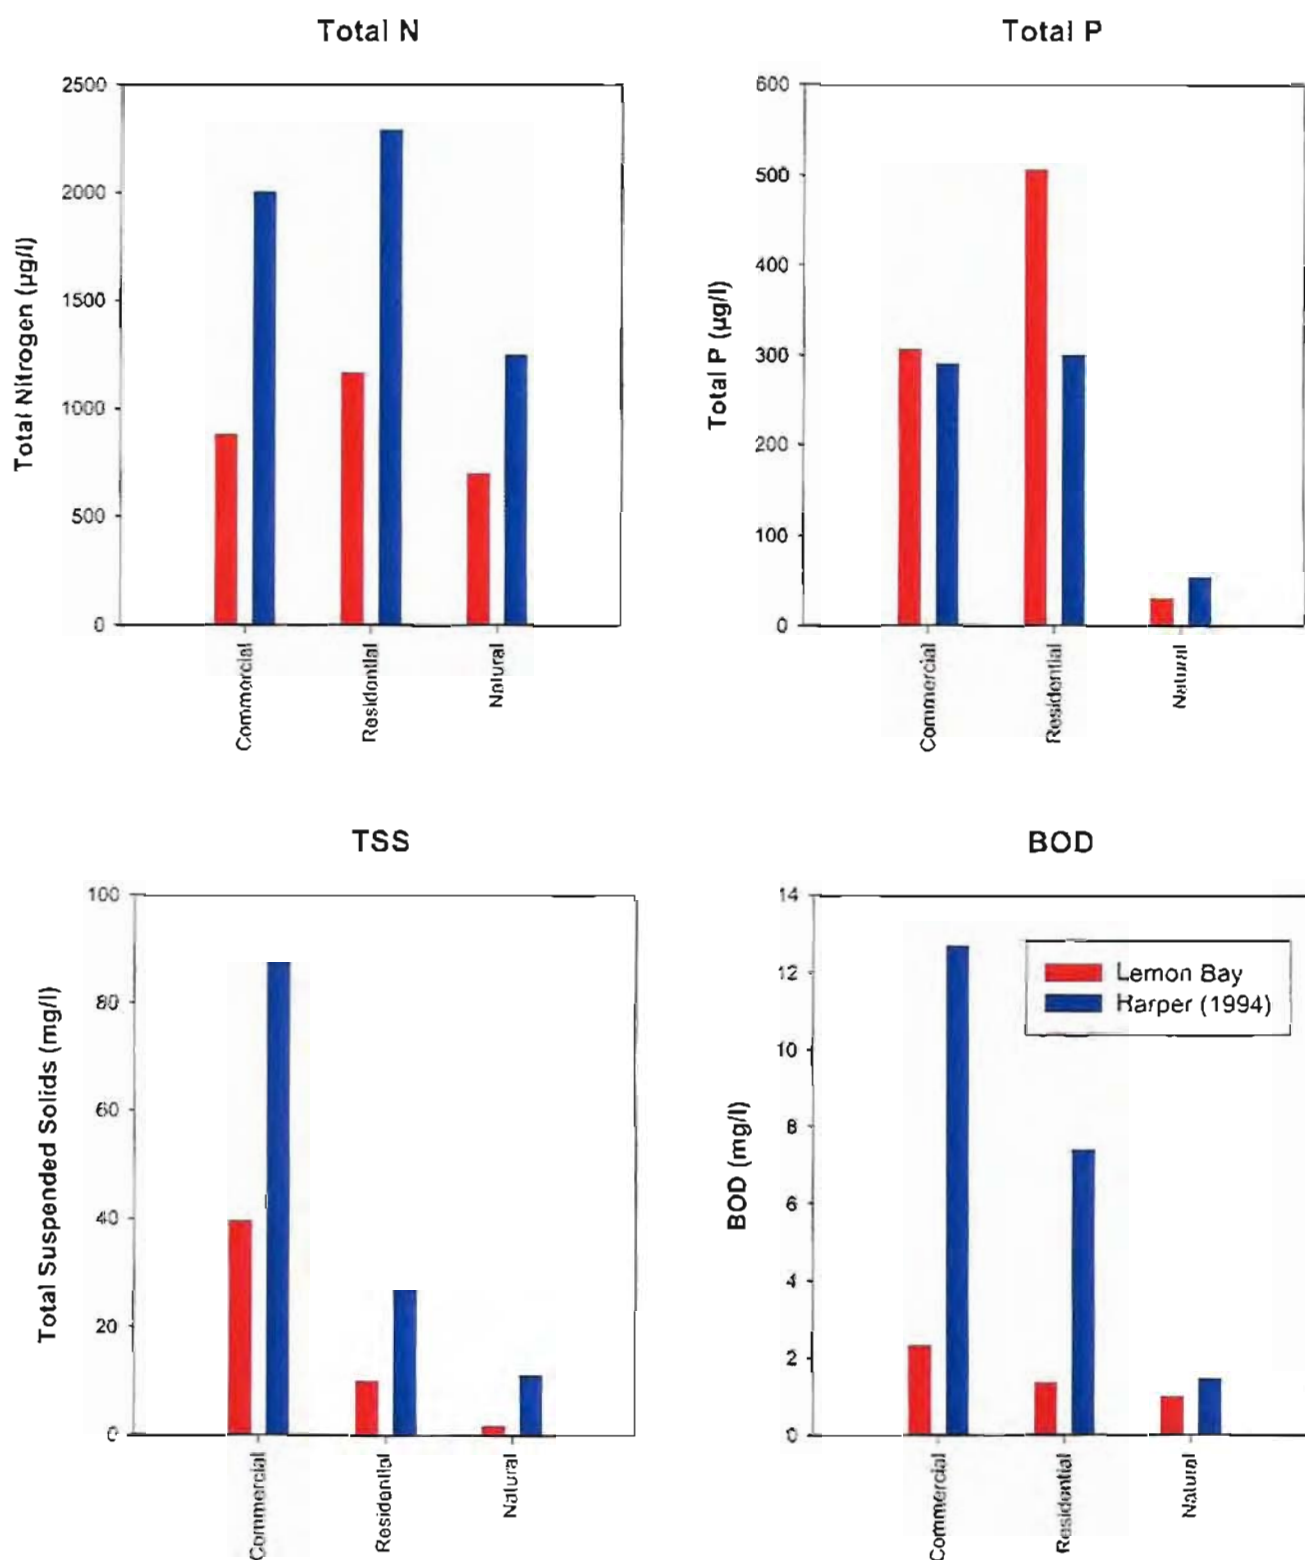 Total N
Total Nitrogen (µg/l)
2500
2000
1500
1000
500
0
Commercial
Residential
Natural
Total P
Total P (µg/l)
600
500
400
300
200
100
0
Commercial
Residential
Natural
TSS
Total Suspended Solids (mg/l)
100
80
60
40
20
0
Commercial
Residential
Natural
BOD
BOD (mg/l)
14
12
10
8
6
4
2
0
Lemon Bay
Harper (1994)
Commercial
Residential
Natural